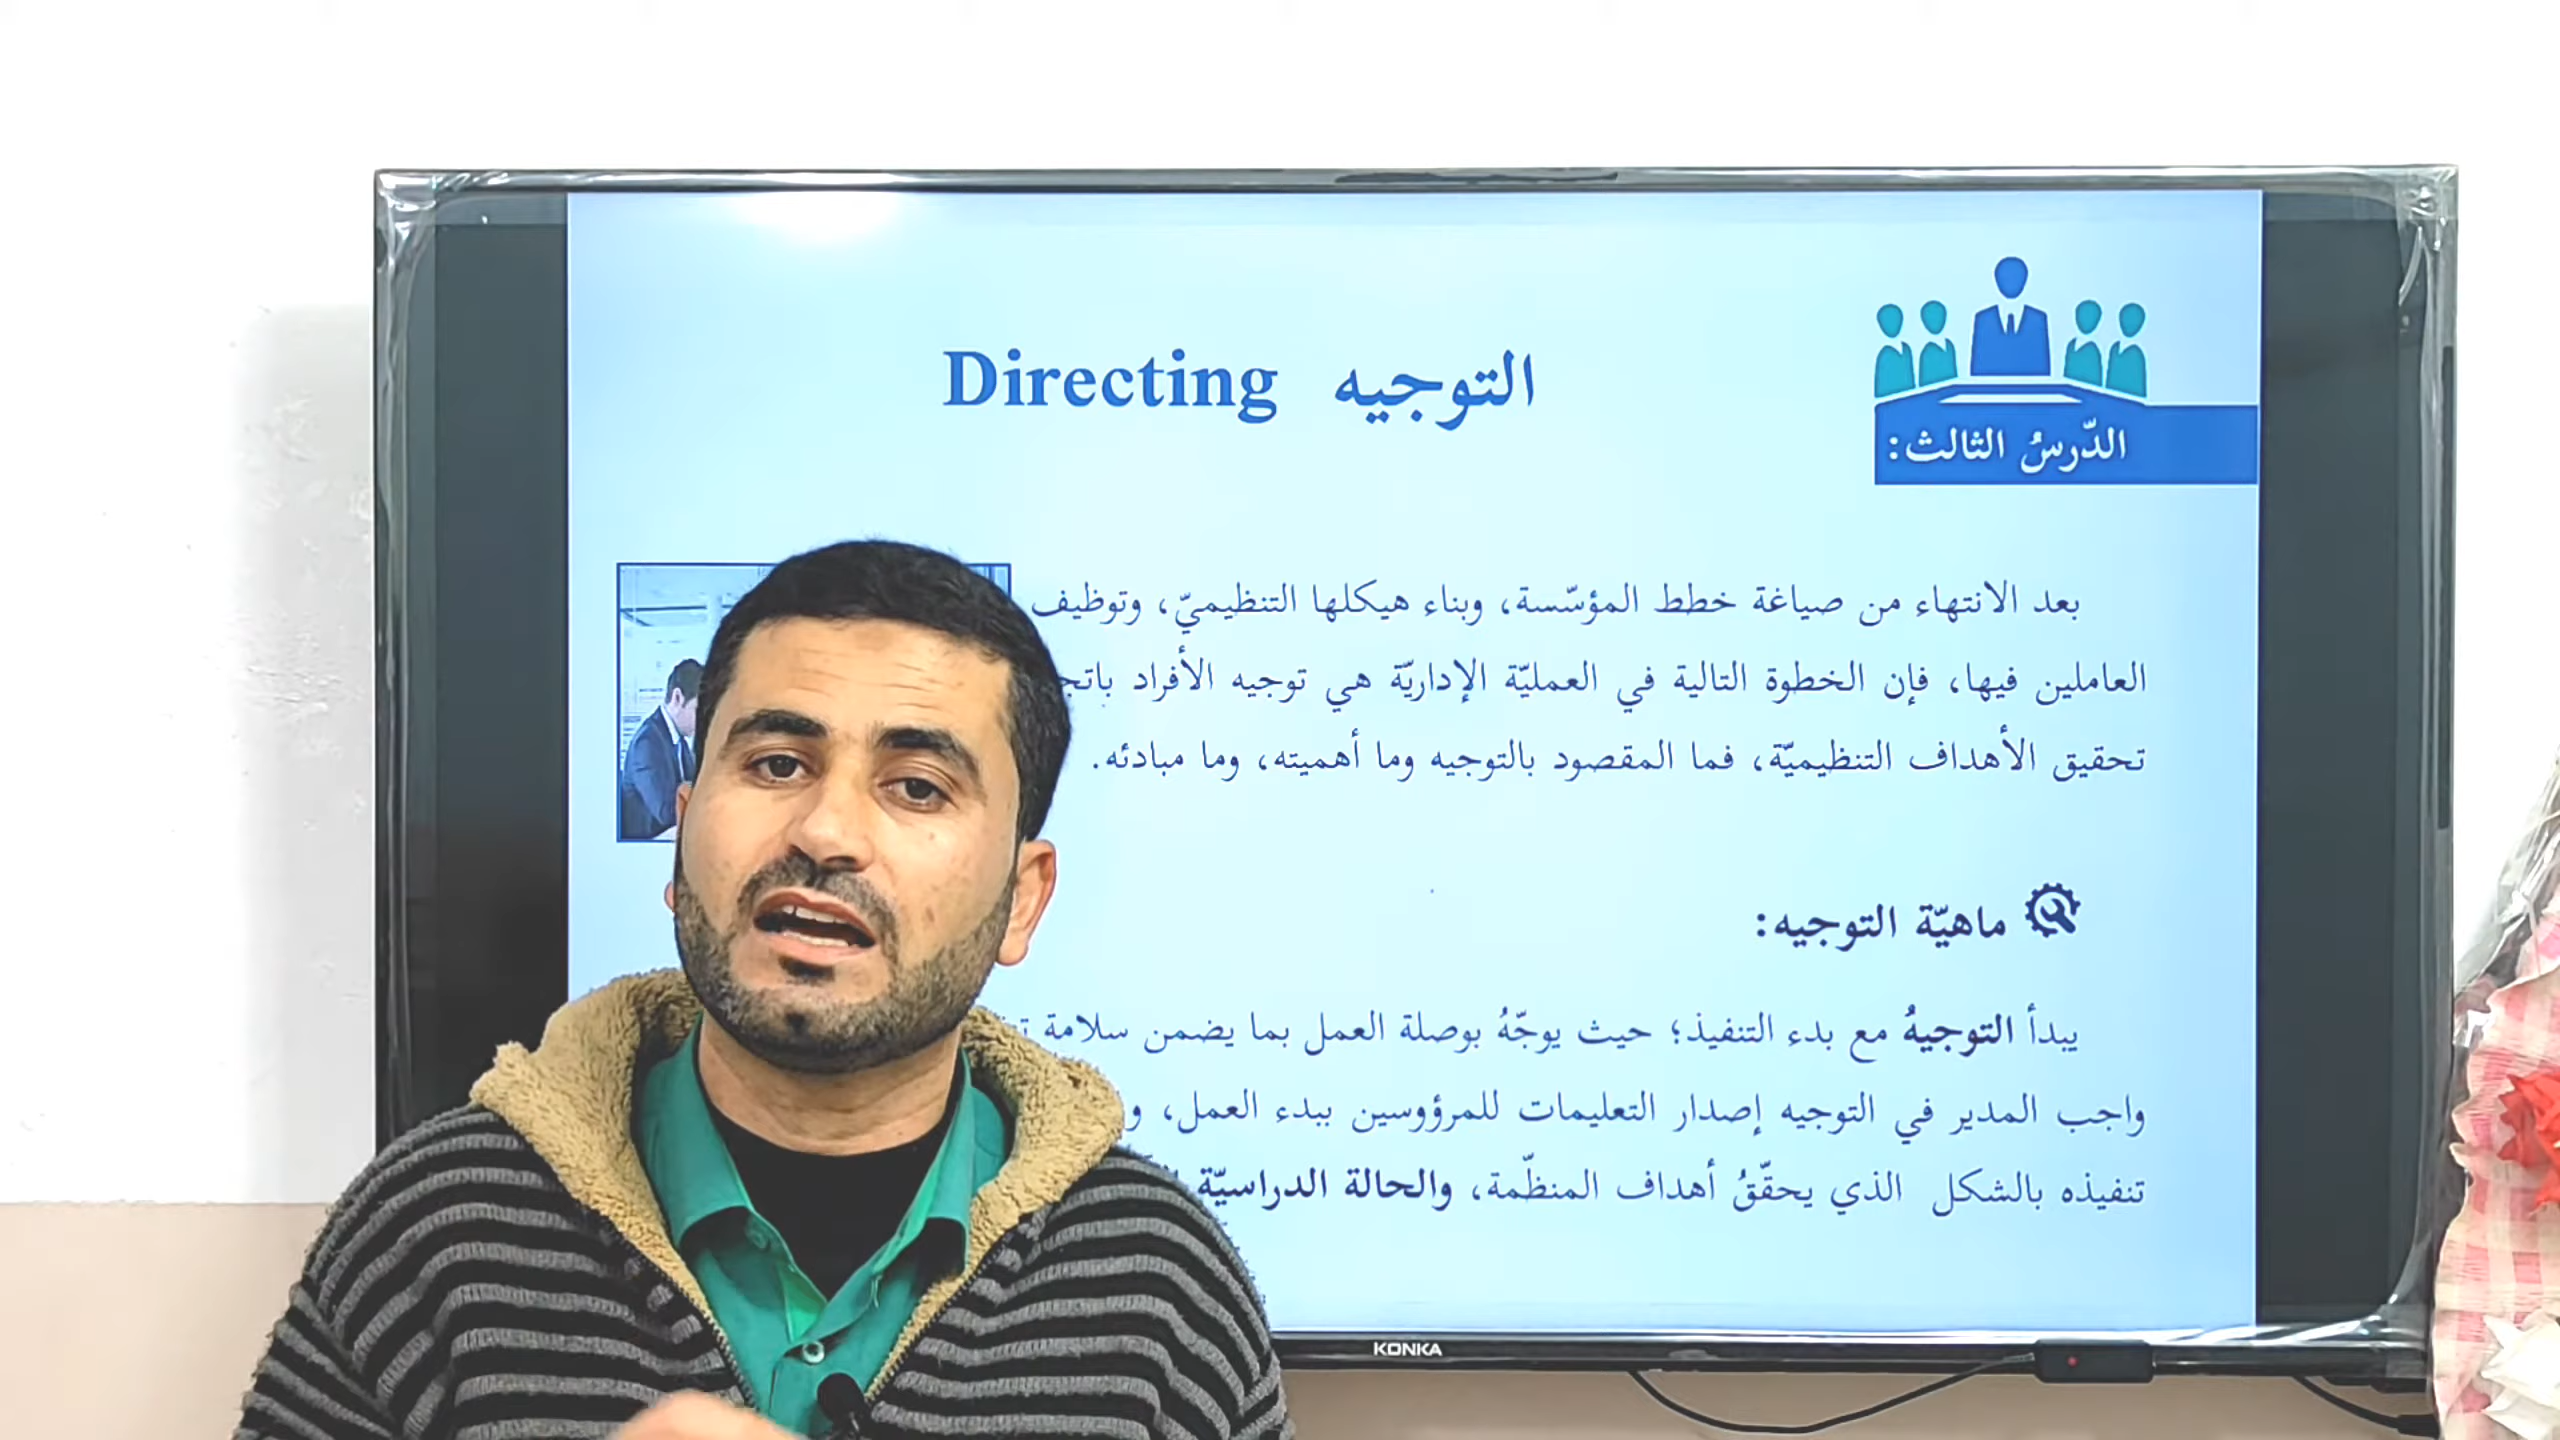 الدّرسُ الثالث:
التوجيه Directing
بعد الانتهاء من صياغة خطط المؤسّسة، وبناء هيكلها التنظيميّ، وتوظيف
العاملين فيها، فإن الخطوة التالية في العمليّة الإداريّة هي توجيه الأفراد
تحقيق الأهداف التنظيميّة، فما المقصود بالتوجيه وما أهميته، وما مبادئه.
ماهيّة التوجيه:
يبدأ التوجيهُ مع بدء التنفيذ؛ حيث يوجّهُ بوصلة العمل بما يضمن سلامة
واجب المدير في التوجيه إصدار التعليمات للمرؤوسين ببدء العمل،
تنفيذه بالشكل الذي يحقّقُ أهداف المنظّمة، والحالة الدراسيّة
KONKA